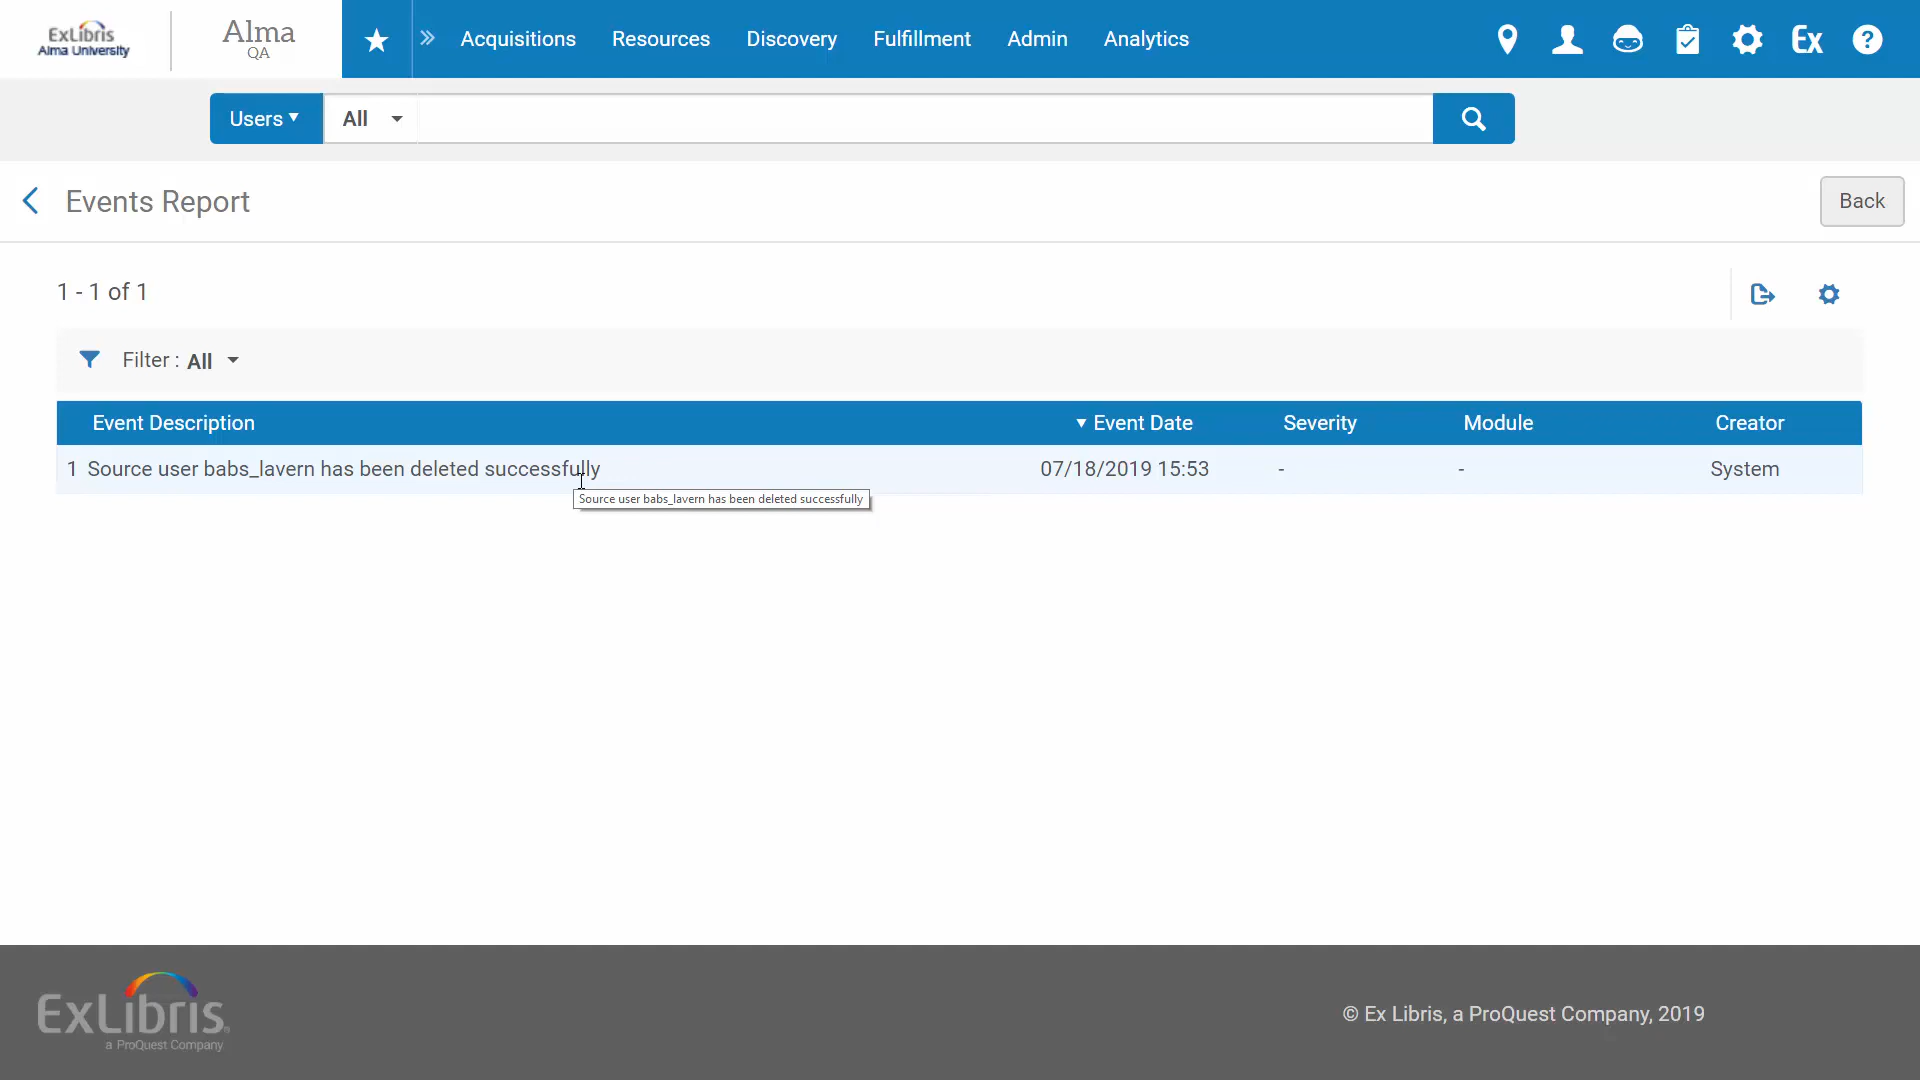 ExLibris
Alma University
Alma
QA
Acquisitions Resources Discovery Fulfillment Admin Analytics Ex ?
Users All
Events Report Back
1 - 1 of 1
Filter : All
Event Description Event Date Severity Module Creator
1 Source user babs_lavern has been deleted successfully 07/18/2019 15:53 - - System
Source user babs_lavern has been deleted successfully
ExLibris
a ProQuest Company
© Ex Libris, a ProQuest Company, 2019